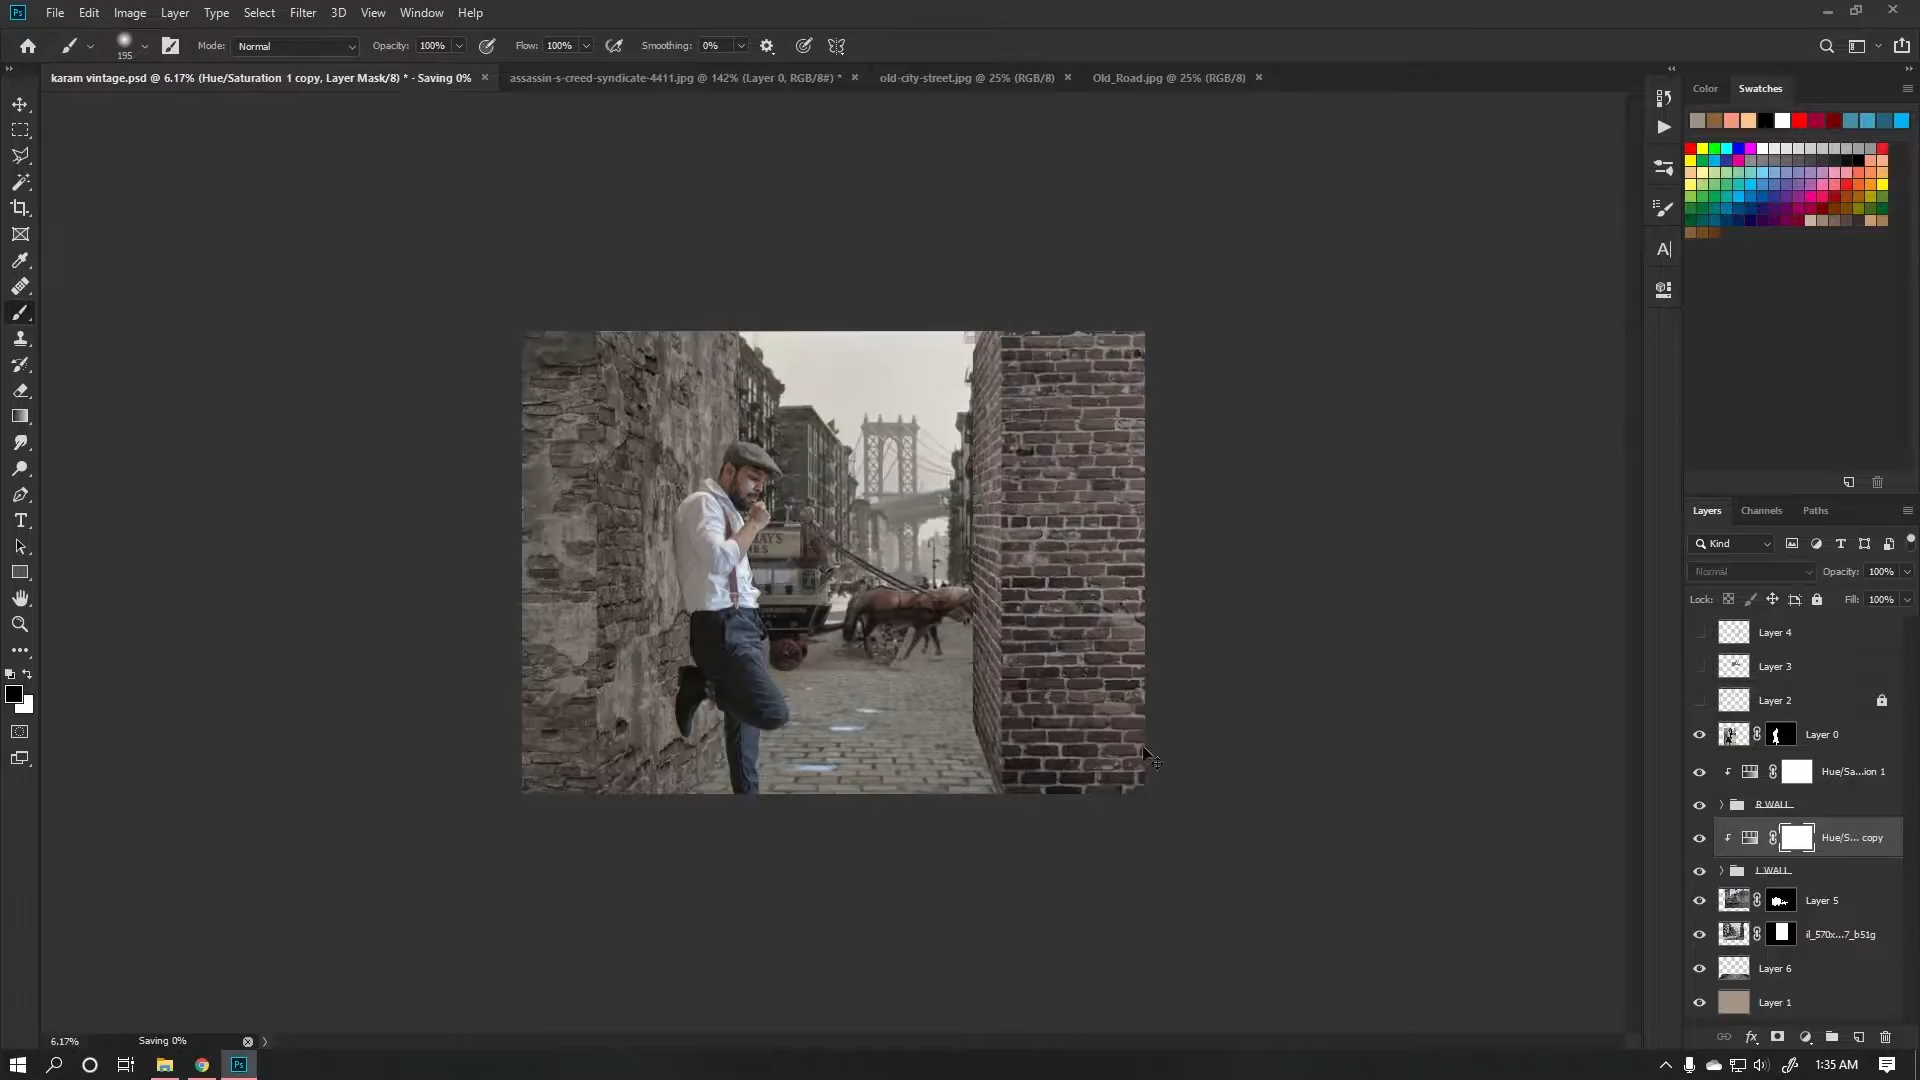 Ps File Edit Image Layer Type Select Filter 3D View Window Help
195 Mode: Normal Opacity: 100% Flow: 100% Smoothing: 0%
karam vintage.psd @ 6.17% (Hue/Saturation 1 copy, Layer Mask/8) * - Saving 0% × assassin-s-creed-syndicate-4411.jpg @ 142% (Layer 0, RGB/8#) * × old-city-street.jpg @ 25% (RGB/8) × Old_Road.jpg @ 25% (RGB/8) ×
Color Swatches
Layers Channels Paths
Kind
Normal Opacity: 100%
Lock: Fill: 100%
Layer 4
Layer 3
Layer 2
Layer 0
Hue/Sa...ion 1
R WALL
Hue/S... copy
L WALL
Layer 5
il_570x...7_b51g
Layer 6
Layer 1
6.17% Saving 0%
Ps 1:35 AM